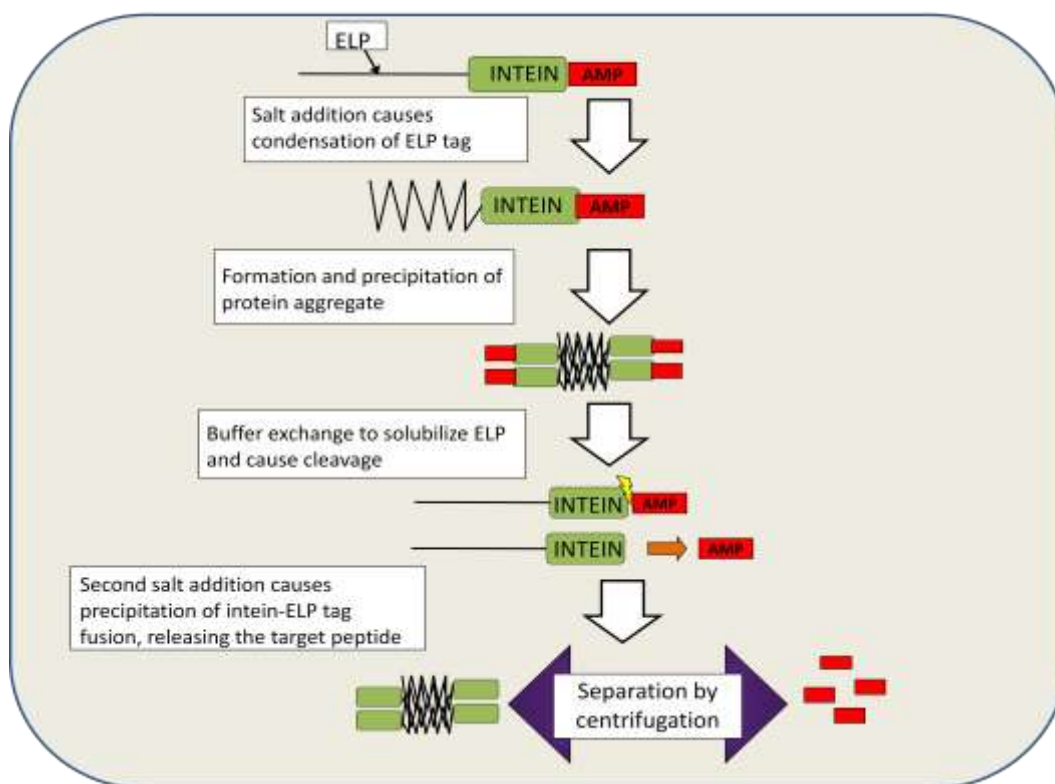 ELP
INTEIN AMP
Salt addition causes
condensation of ELP tag
INTEIN AMP
Formation and precipitation of
protein aggregate
Buffer exchange to solubilize ELP
and cause cleavage
INTEIN AMP
INTEIN AMP
Second salt addition causes
precipitation of intein-ELP tag
fusion, releasing the target peptide
Separation by
centrifugation